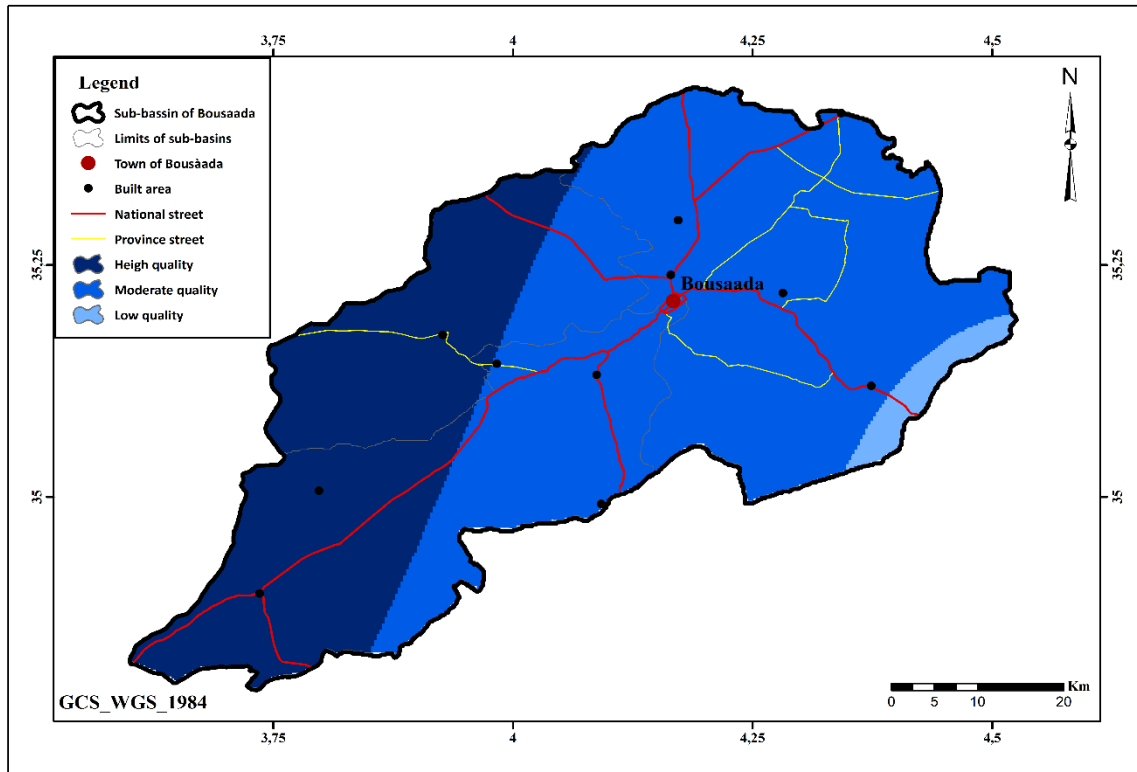 3,75 4 4,25 4,5
Legend
Sub-bassin of Bousaada
Limits of sub-basins
Town of Bousàada
Built area
National street
Province street
Heigh quality
Moderate quality
Low quality
N
35,25 35,25
Bousaada
35 35
GCS_WGS_1984
Km
0 5 10 20
3,75 4 4,25 4,5